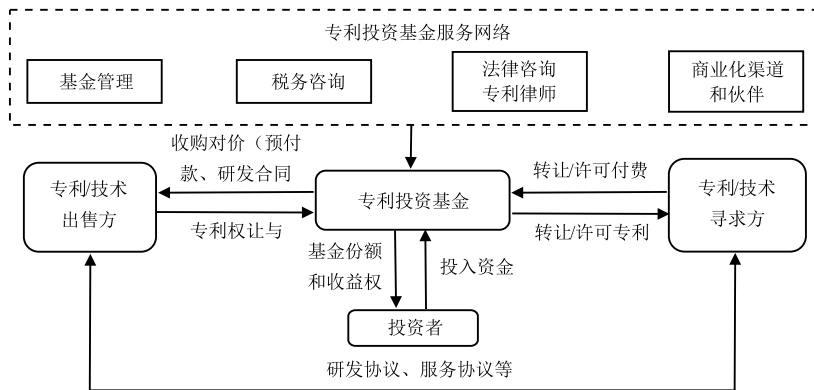 专利投资基金服务网络
基金管理
税务咨询
法律咨询
专利律师
商业化渠道
和伙伴
收购对价（预付
款、研发合同
转让/许可付费
专利/技术
出售方
专利投资基金
专利/技术
寻求方
专利权让与
转让/许可专利
基金份额
和收益权
投入资金
投资者
研发协议、服务协议等